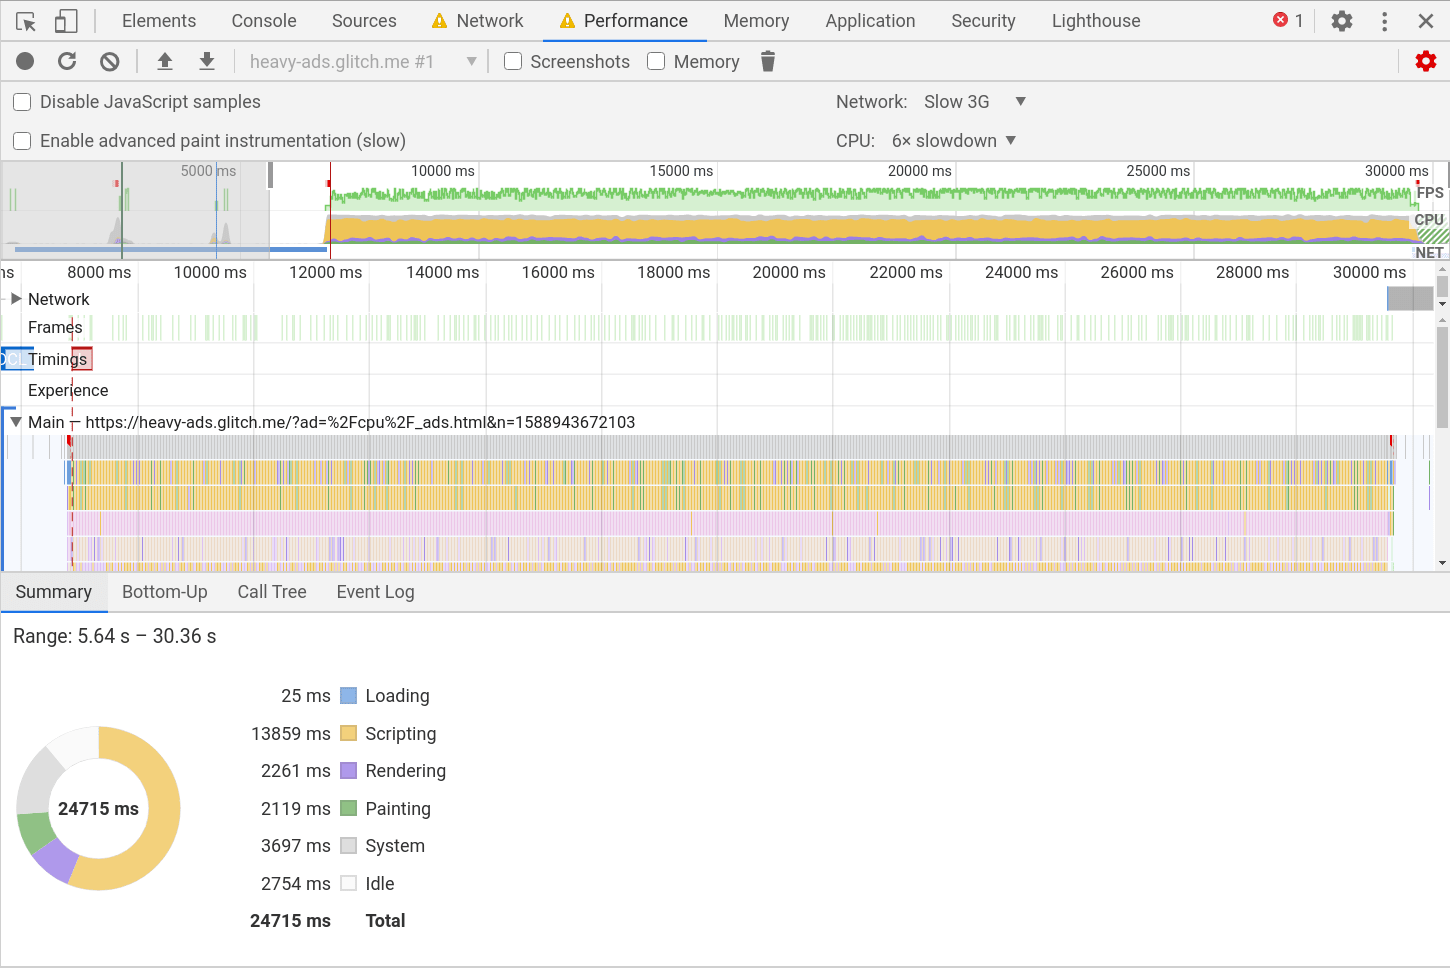 Elements Console Sources Network Performance Memory Application Security Lighthouse 1
heavy-ads.glitch.me #1 Screenshots Memory
Disable JavaScript samples Network: Slow 3G
Enable advanced paint instrumentation (slow) CPU: 6× slowdown
5000 ms 10000 ms 15000 ms 20000 ms 25000 ms 30000 ms
FPS
CPU
NET
ns 8000 ms 10000 ms 12000 ms 14000 ms 16000 ms 18000 ms 20000 ms 22000 ms 24000 ms 26000 ms 28000 ms 30000 ms
Network
Frames
DCL Timings
Experience
Main — https://heavy-ads.glitch.me/?ad=%2Fcpu%2F_ads.html&n=1588943672103
Summary Bottom-Up Call Tree Event Log
Range: 5.64 s – 30.36 s
25 ms Loading
13859 ms Scripting
2261 ms Rendering
24715 ms 2119 ms Painting
3697 ms System
2754 ms Idle
24715 ms Total